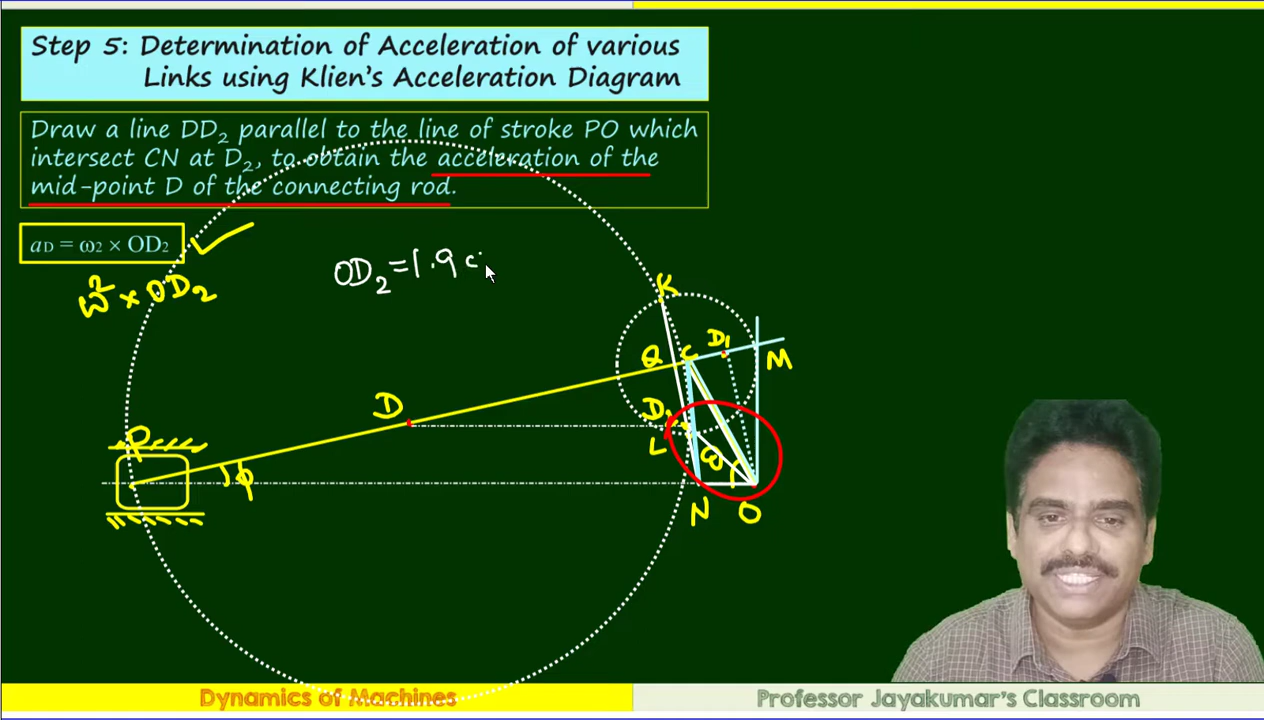 Step 5: Determination of Acceleration of various
Links using Klien's Acceleration Diagram
Draw a line DD₂ parallel to the line of stroke PO which
intersect CN at D₂, to obtain the acceleration of the
mid-point D of the connecting rod.
aD = ω2 × OD2
ω² × OD₂
OD₂ = 1.9 c
K
Q
C
D₁
M
D
D₂
L
P
ϕ
ω
N
O
Dynamics of Machines
Professor Jayakumar's Classroom